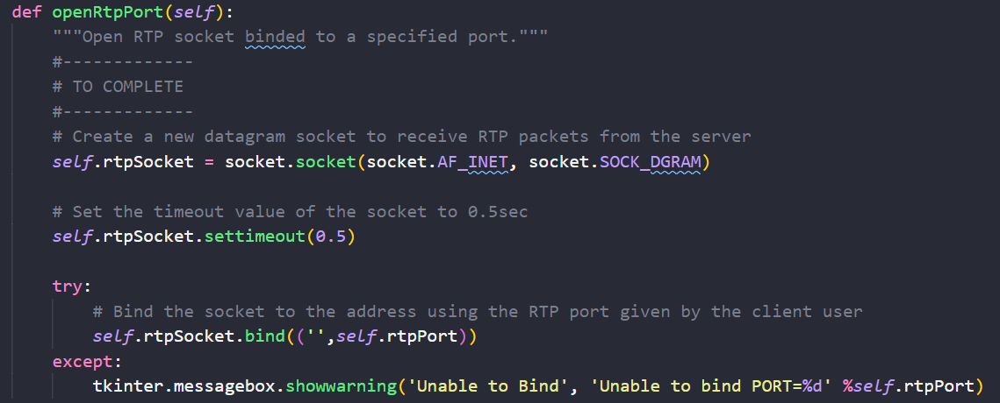 def openRtpPort(self):
"""Open RTP socket binded to a specified port."""
#-------------
# TO COMPLETE
#-------------
# Create a new datagram socket to receive RTP packets from the server
self.rtpSocket = socket.socket(socket.AF_INET, socket.SOCK_DGRAM)
# Set the timeout value of the socket to 0.5sec
self.rtpSocket.settimeout(0.5)
try:
# Bind the socket to the address using the RTP port given by the client user
self.rtpSocket.bind(('',self.rtpPort))
except:
tkinter.messagebox.showwarning('Unable to Bind', 'Unable to bind PORT=%d' %self.rtpPort)